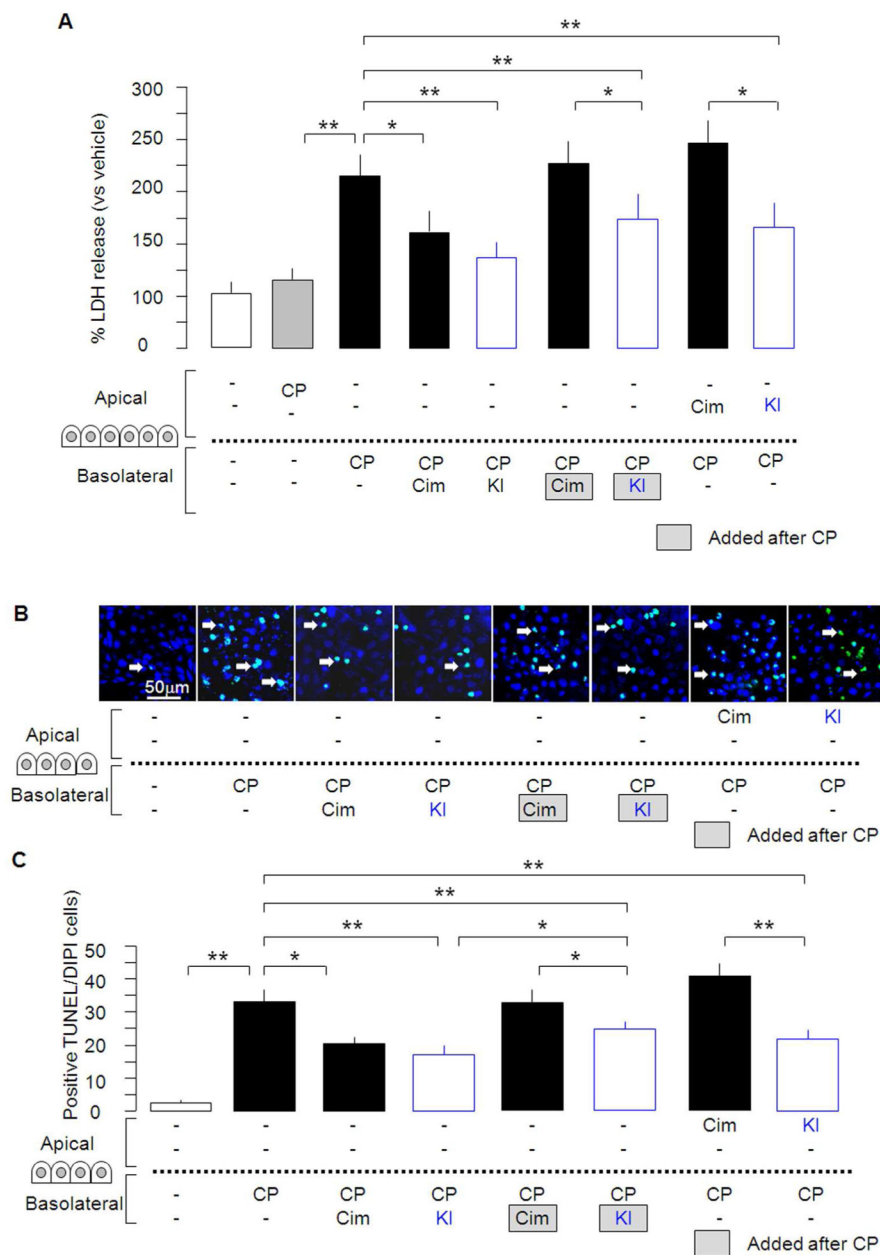 A
**
**
** *
** * * *
300
250
200
150
100
0
% LDH release (vs vehicle)
- CP - - - - - - -
- - - - - - - Cim KI
Apical
- - CP CP CP CP CP CP CP
Basolateral
- - - Cim KI Cim KI - -
Added after CP
B
50μm
- - - - - - Cim KI
Apical
- - - - - - - -
- CP CP CP CP CP CP CP
Basolateral
- - Cim KI Cim KI - -
Added after CP
C
**
**
** *
** * * **
50
40
30
20
10
0
Positive TUNEL/DIPI cells)
- - - - - - Cim KI
Apical
- - - - - - - -
- CP CP CP CP CP CP CP
Basolateral
- - Cim KI Cim KI - -
Added after CP